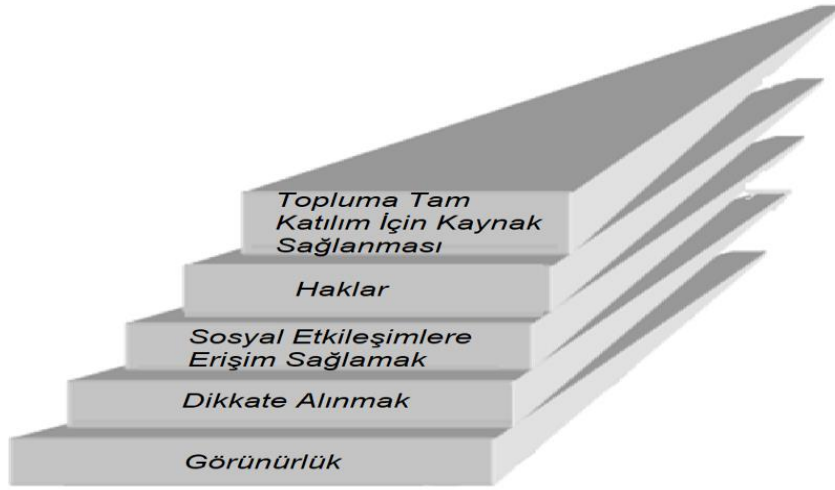 Topluma Tam
Katılım İçin Kaynak
Sağlanması
Haklar
Sosyal Etkileşimlere
Erişim Sağlamak
Dikkate Alınmak
Görünürlük